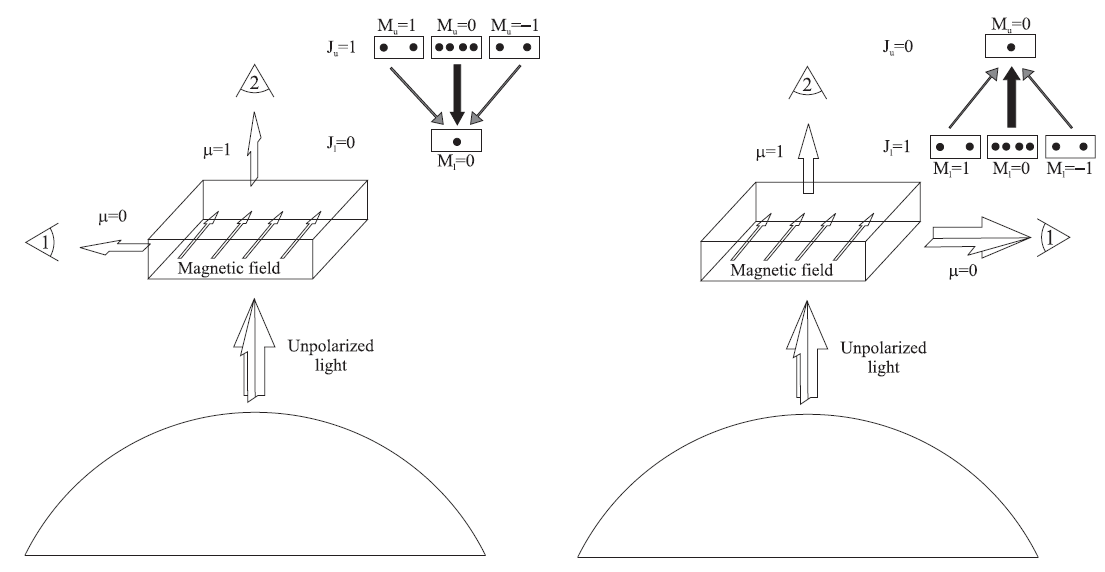 M_u=1 M_u=0 M_u=−1
J_u=1
J_l=0
M_l=0
2
μ=1
μ=0
1
Magnetic field
Unpolarized
light
M_u=0
J_u=0
J_l=1
M_l=1 M_l=0 M_l=−1
2
μ=1
1
μ=0
Magnetic field
Unpolarized
light